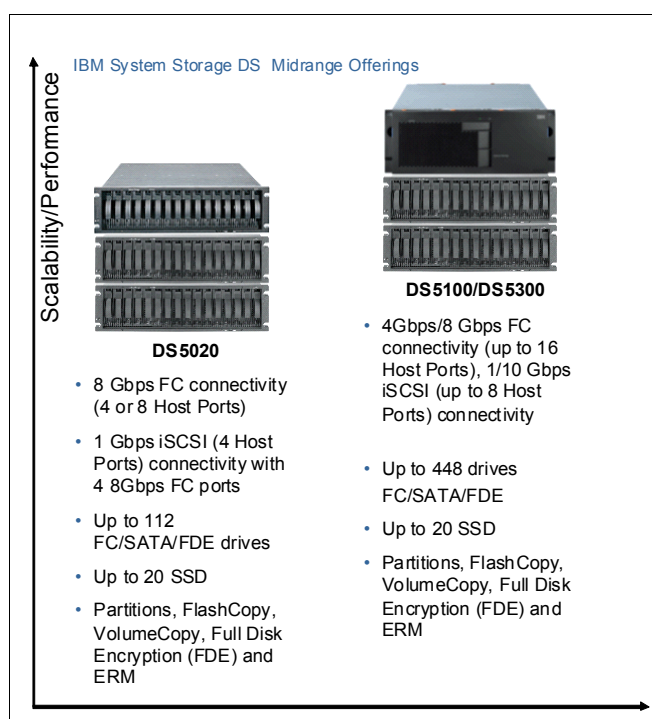 IBM System Storage DS Midrange Offerings
Scalability/Performance
DS5020
• 8 Gbps FC connectivity
(4 or 8 Host Ports)
• 1 Gbps iSCSI (4 Host
Ports) connectivity with
4 8Gbps FC ports
• Up to 112
FC/SATA/FDE drives
• Up to 20 SSD
• Partitions, FlashCopy,
VolumeCopy, Full Disk
Encryption (FDE) and
ERM
DS5100/DS5300
• 4Gbps/8 Gbps FC
connectivity (up to 16
Host Ports), 1/10 Gbps
iSCSI (up to 8 Host
Ports) connectivity
• Up to 448 drives
FC/SATA/FDE
• Up to 20 SSD
• Partitions, FlashCopy,
VolumeCopy, Full Disk
Encryption (FDE) and
ERM